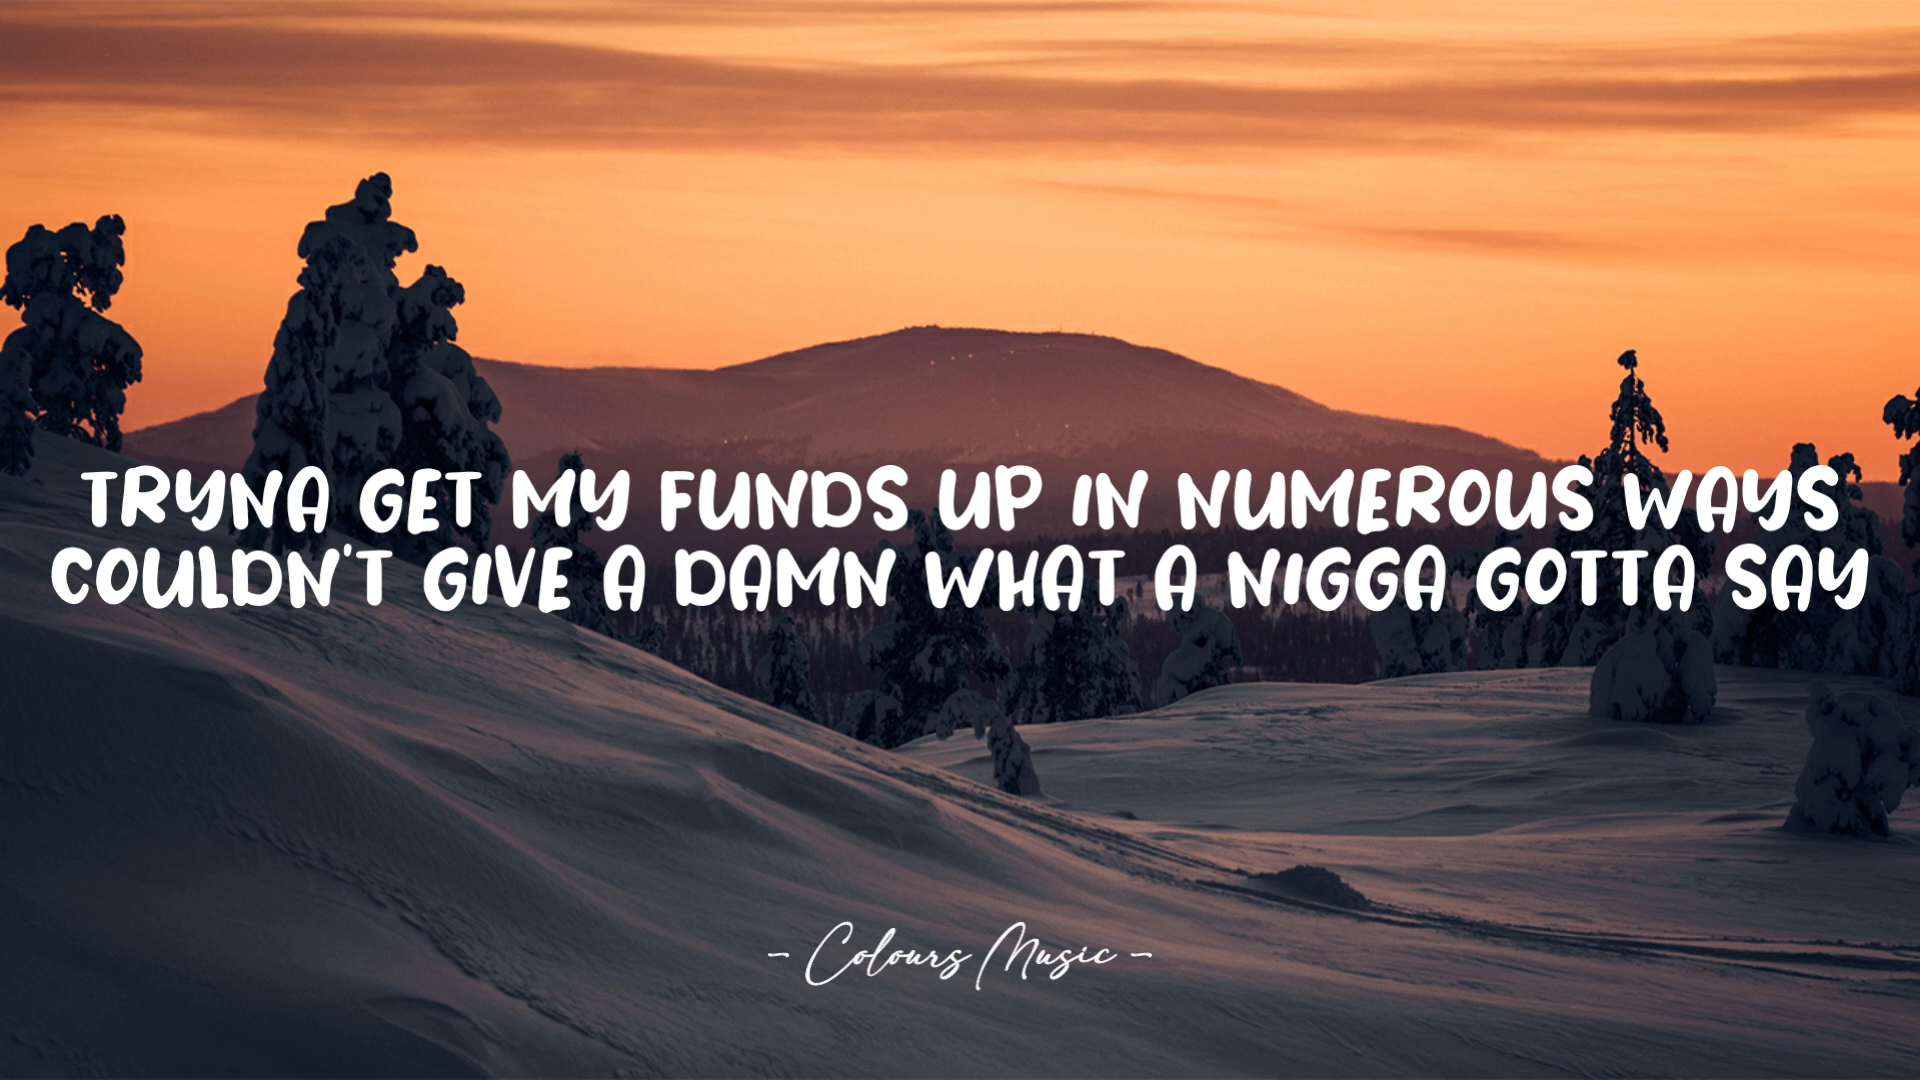 TRYNA GET MY FUNDS UP IN NUMEROUS WAYS
COULDN'T GIVE A DAMN WHAT A NIGGA GOTTA SAY
- Colours Music -